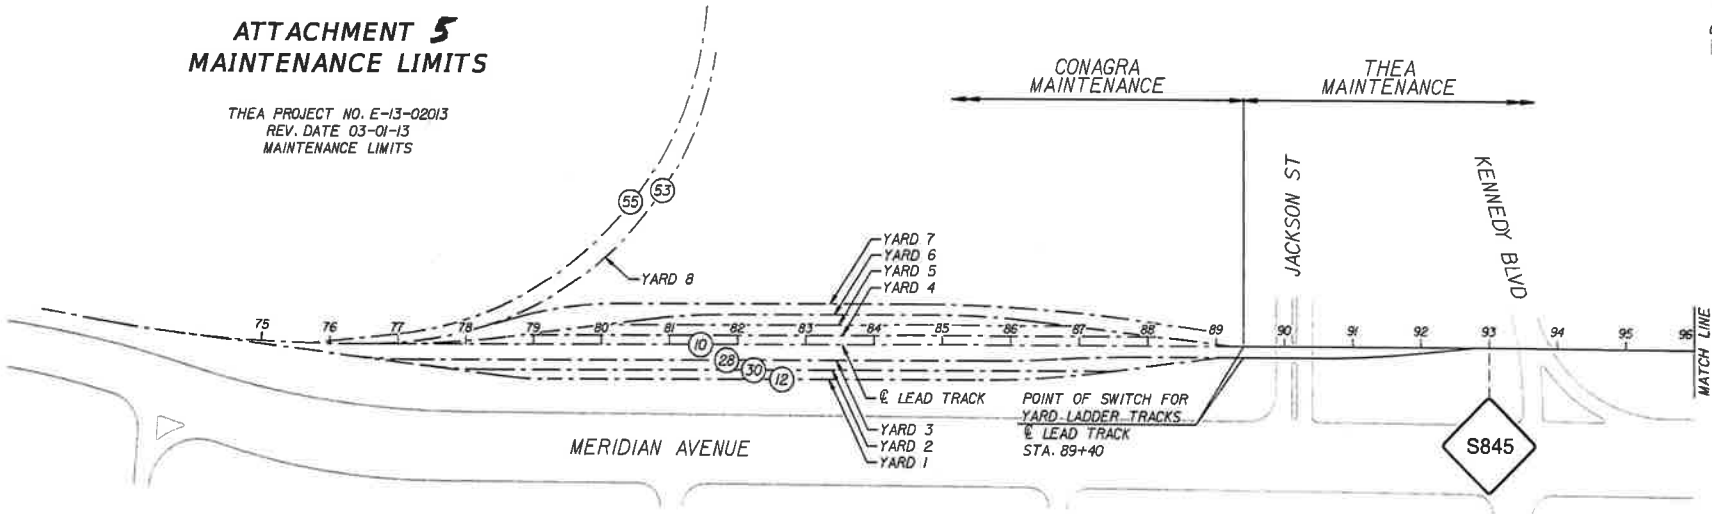 ATTACHMENT 5
MAINTENANCE LIMITS
THEA PROJECT NO. E-13-02013
REV. DATE 03-01-13
MAINTENANCE LIMITS
CONAGRA
MAINTENANCE
THEA
MAINTENANCE
JACKSON ST
KENNEDY BLVD
55
53
YARD 8
YARD 7
YARD 6
YARD 5
YARD 4
75 76 77 78 79 80 81 82 83 84 85 86 87 88 89 90 91 92 93 94 95 96
MATCH LINE
10
28
30
12
℄ LEAD TRACK
YARD 3
YARD 2
YARD 1
POINT OF SWITCH FOR
YARD LADDER TRACKS
℄ LEAD TRACK
STA. 89+40
MERIDIAN AVENUE
S845